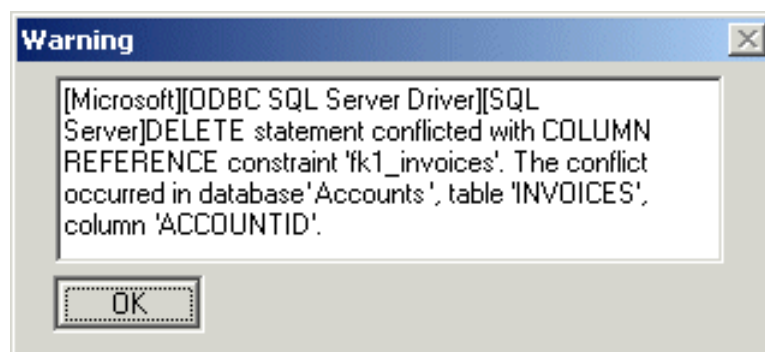 Warning
[Microsoft][ODBC SQL Server Driver][SQL
Server]DELETE statement conflicted with COLUMN
REFERENCE constraint 'fk1_invoices'. The conflict
occurred in database'Accounts ', table 'INVOICES',
column 'ACCOUNTID'.
OK